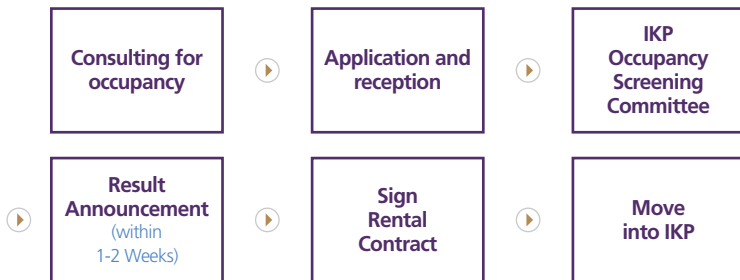 Consulting for
occupancy
Application and
reception
IKP
Occupancy
Screening
Committee
Result
Announcement
(within
1-2 Weeks)
Sign
Rental
Contract
Move
into IKP